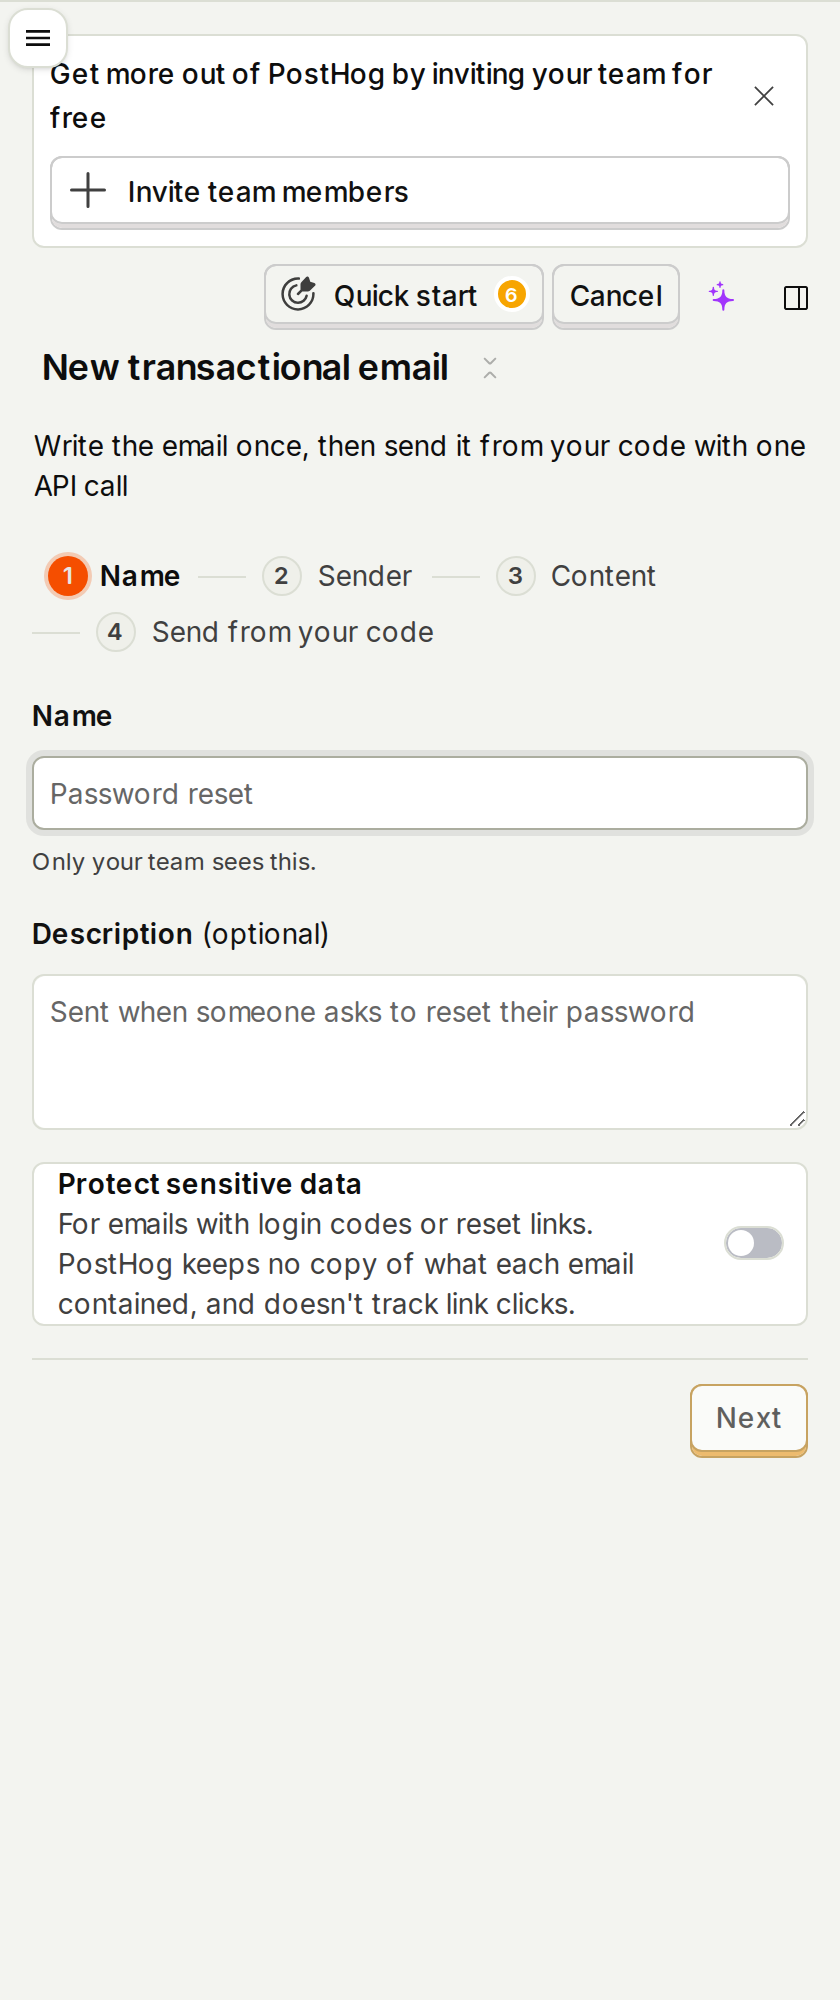 Get more out of PostHog by inviting your team for
free
Invite team members
Quick start 6
Cancel
New transactional email
Write the email once, then send it from your code with one
API call
1 Name 2 Sender 3 Content
4 Send from your code
Name
Password reset
Only your team sees this.
Description (optional)
Sent when someone asks to reset their password
Protect sensitive data
For emails with login codes or reset links.
PostHog keeps no copy of what each email
contained, and doesn't track link clicks.
Next